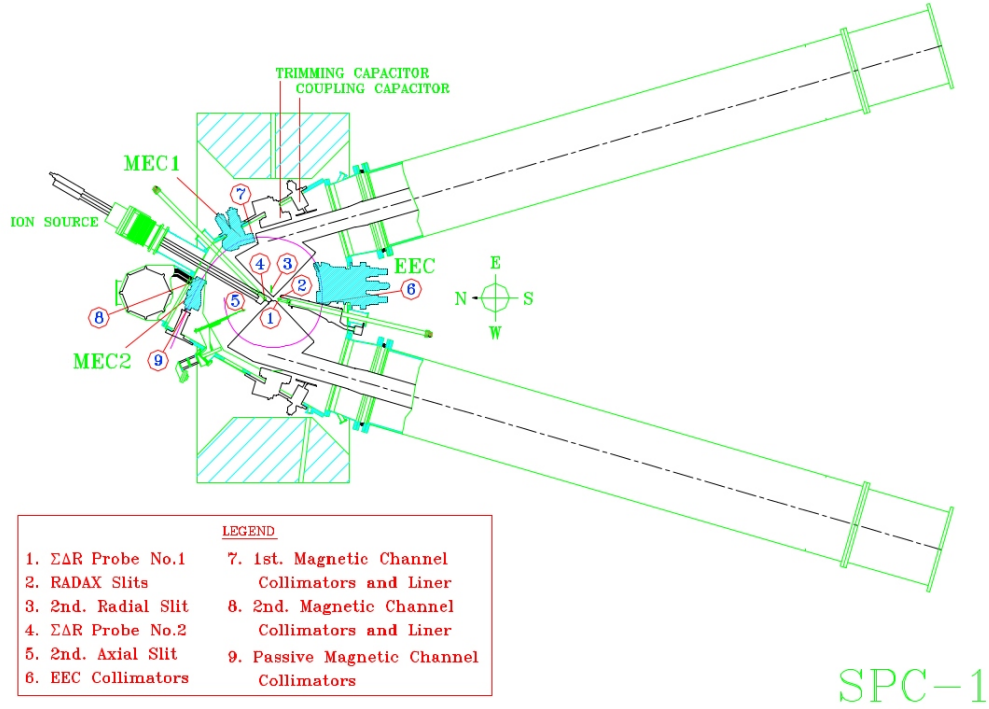 TRIMMING CAPACITOR
COUPLING CAPACITOR
MEC1
7
ION SOURCE
4
3
EEC
2
6
E
N
S
W
5
1
8
MEC2
9
LEGEND
1. ΣΔR Probe No.1
2. RADAX Slits
3. 2nd. Radial Slit
4. ΣΔR Probe No.2
5. 2nd. Axial Slit
6. EEC Collimators
7. 1st. Magnetic Channel
Collimators and Liner
8. 2nd. Magnetic Channel
Collimators and Liner
9. Passive Magnetic Channel
Collimators
SPC-1